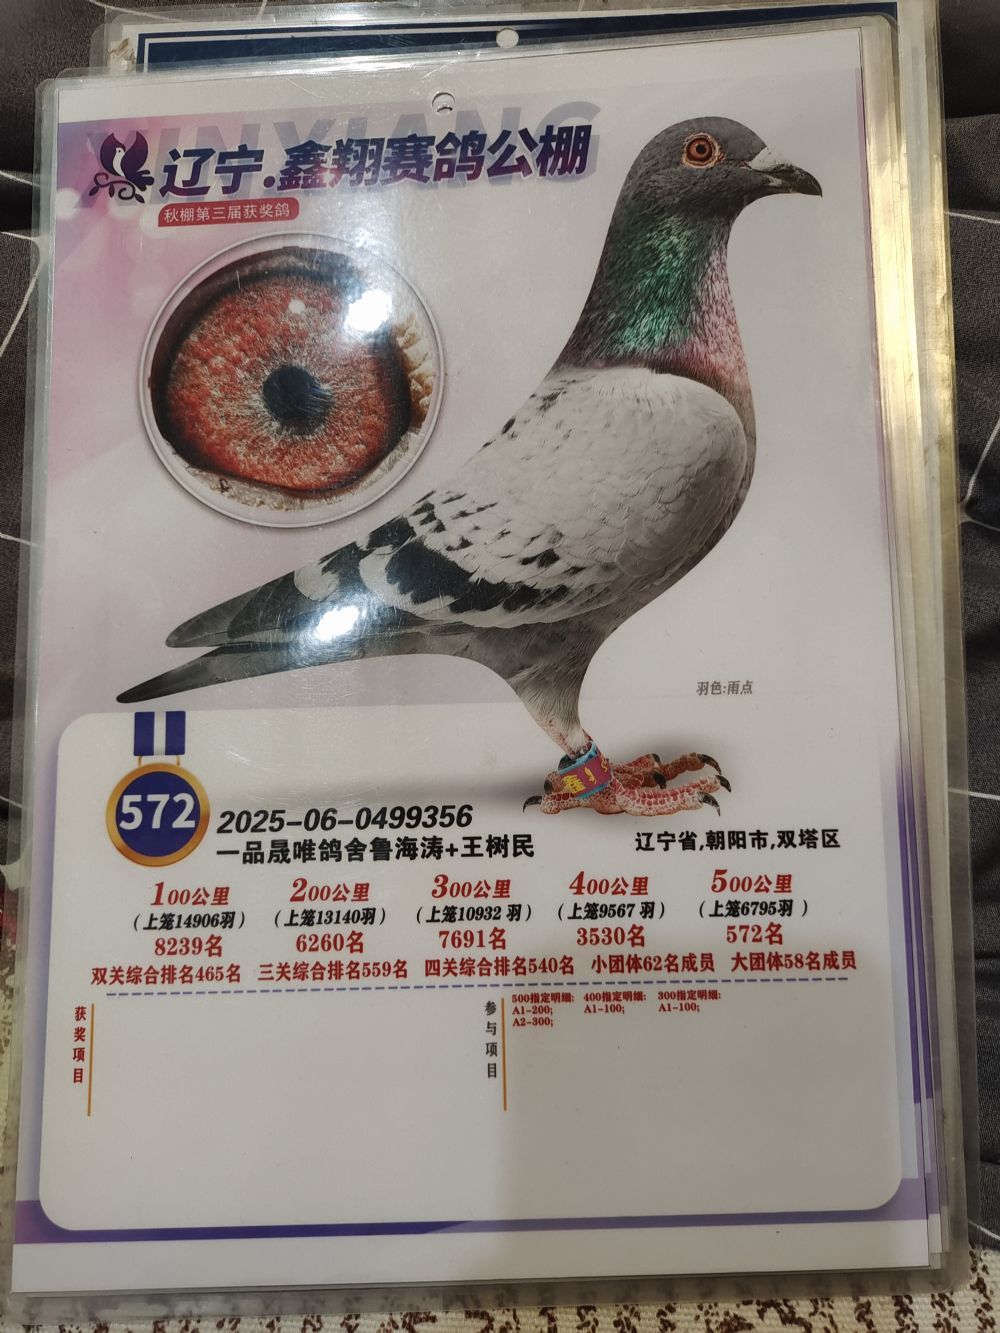 XINXIANG
辽宁.鑫翔赛鸽公棚
秋棚第三届获奖鸽
羽色:雨点
鑫
572
2025-06-0499356
一品晟唯鸽舍鲁海涛+王树民
辽宁省,朝阳市,双塔区
100公里 200公里 300公里 400公里 500公里
(上笼14906羽) (上笼13140羽) (上笼10932 羽) (上笼9567 羽) (上笼6795羽 )
8239名 6260名 7691名 3530名 572名
双关综合排名465名 三关综合排名559名 四关综合排名540名 小团体62名成员 大团体58名成员
获奖项目
参与项目
500指定明细: 400指定明细: 300指定明细:
A1-200; A1-100; A1-100;
A2-300;